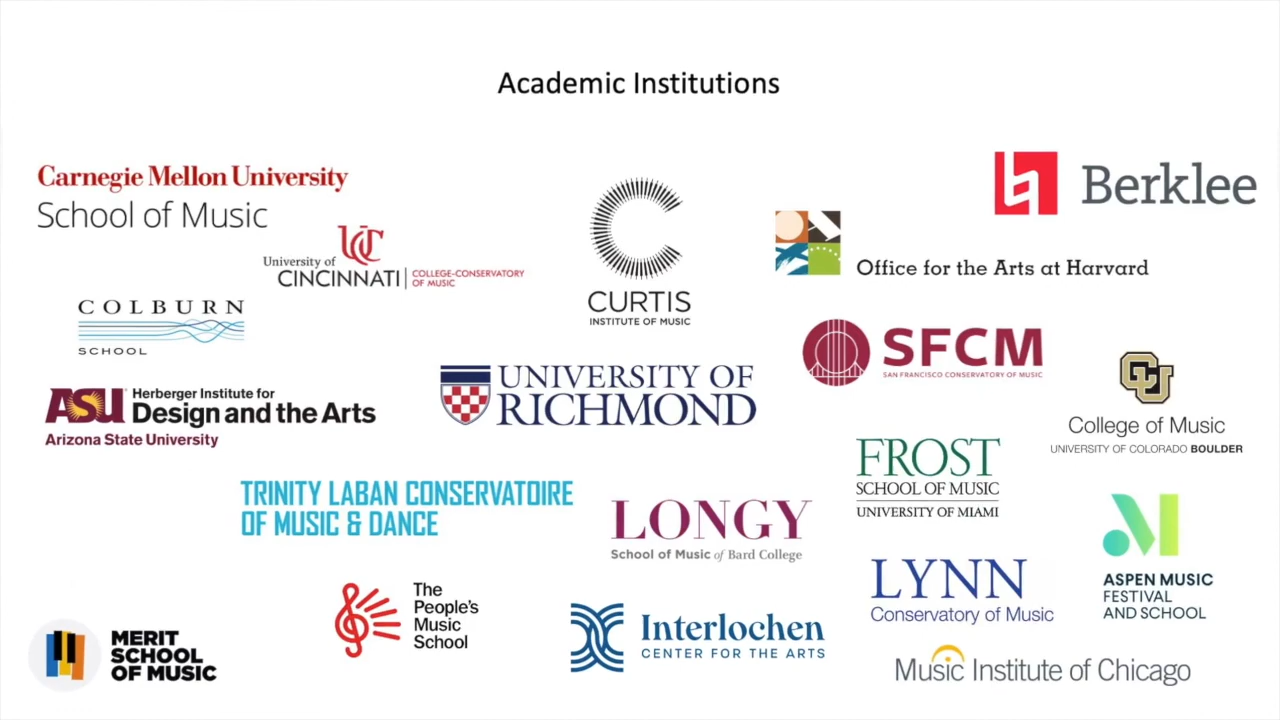 Academic Institutions
Carnegie Mellon University
School of Music
UC
University of
CINCINNATI
COLLEGE-CONSERVATORY
OF MUSIC
CURTIS
INSTITUTE OF MUSIC
Office for the Arts at Harvard
Berklee
COLBURN
SCHOOL
SFCM
SAN FRANCISCO CONSERVATORY OF MUSIC
ASU Herberger Institute for
Design and the Arts
Arizona State University
UNIVERSITY OF
RICHMOND
CU
College of Music
UNIVERSITY OF COLORADO BOULDER
TRINITY LABAN CONSERVATOIRE
OF MUSIC & DANCE
LONGY
School of Music of Bard College
FROST
SCHOOL OF MUSIC
UNIVERSITY OF MIAMI
ASPEN MUSIC
FESTIVAL
AND SCHOOL
LYNN
Conservatory of Music
The
People's
Music
School
Interlochen
CENTER FOR THE ARTS
MERIT
SCHOOL
OF MUSIC
Music Institute of Chicago